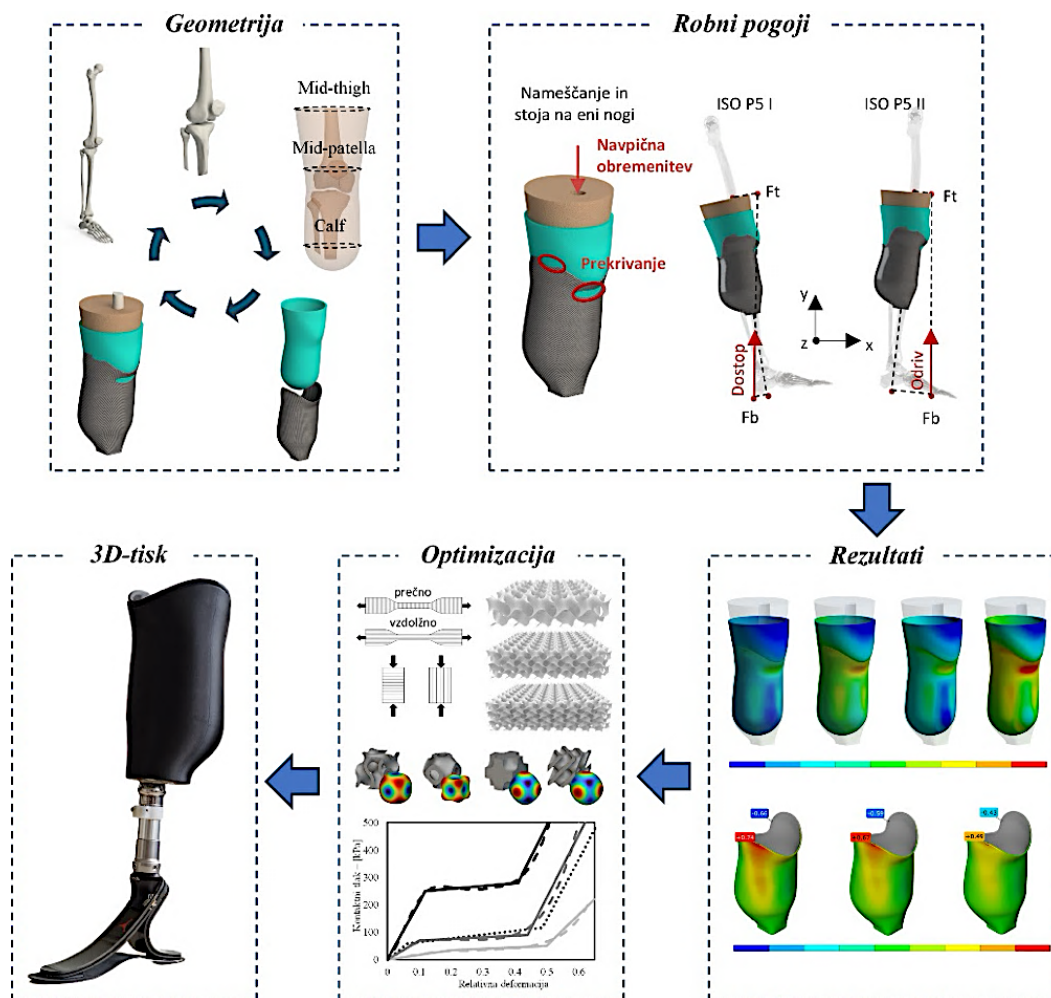 Geometrija
Mid-thigh
Mid-patella
Calf
Robni pogoji
Nameščanje in
stoja na eni nogi
Navpična
obremenitev
Prekrivanje
ISO P5 I
ISO P5 II
Ft
Ft
y
z
x
Dostop
Odriv
Fb
Fb
3D-tisk
Optimizacija
prečno
vzdolžno
Kontaktni tlak – [kPa]
500
400
300
200
100
0
0
0.1
0.2
0.3
0.4
0.5
0.6
Relativna deformacija
Rezultati
-0.66
+0.74
-0.59
+0.67
-0.43
+0.49